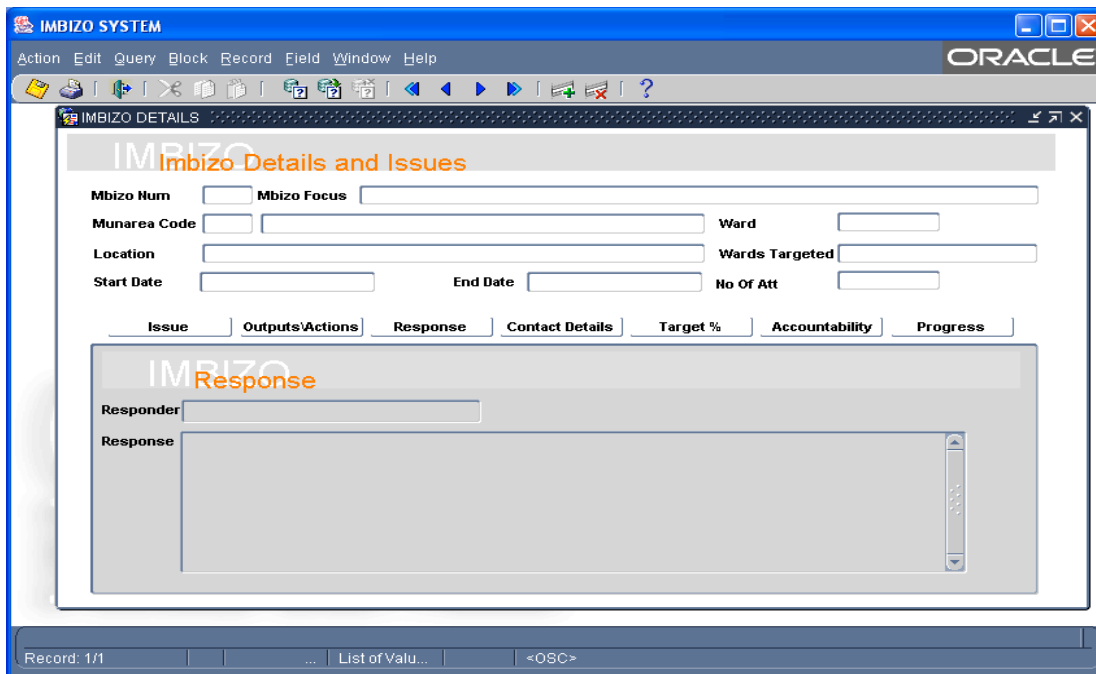 IMBIZO SYSTEM
Action Edit Query Block Record Field Window Help
ORACLE
IMBIZO DETAILS
IMBIZO
Imbizo Details and Issues
Mbizo Num Mbizo Focus
Munarea Code Ward
Location Wards Targeted
Start Date End Date No Of Att
Issue Outputs\Actions Response Contact Details Target % Accountability Progress
IMBIZO
Response
Responder
Response
Record: 1/1 ... List of Valu... <OSC>